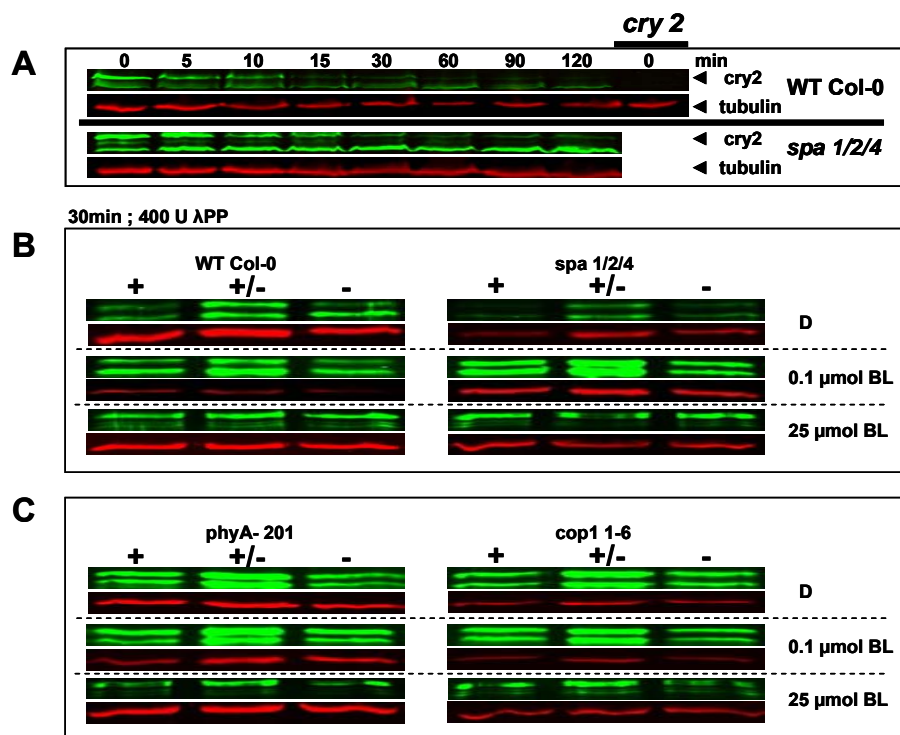 cry 2
A
0 5 10 15 30 60 90 120 0 min
◄ cry2
WT Col-0
◄ tubulin
◄ cry2
spa 1/2/4
◄ tubulin
30min ; 400 U λPP
B
WT Col-0 spa 1/2/4
+ +/- - + +/- -
D
0.1 µmol BL
25 µmol BL
C
phyA- 201 cop1 1-6
+ +/- - + +/- -
D
0.1 µmol BL
25 µmol BL